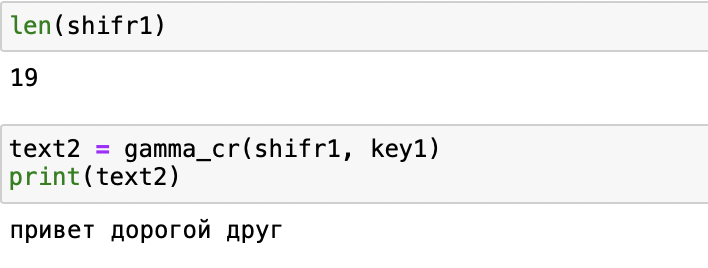 len(shifr1)
19
text2 = gamma_cr(shifr1, key1)
print(text2)
привет дорогой друг